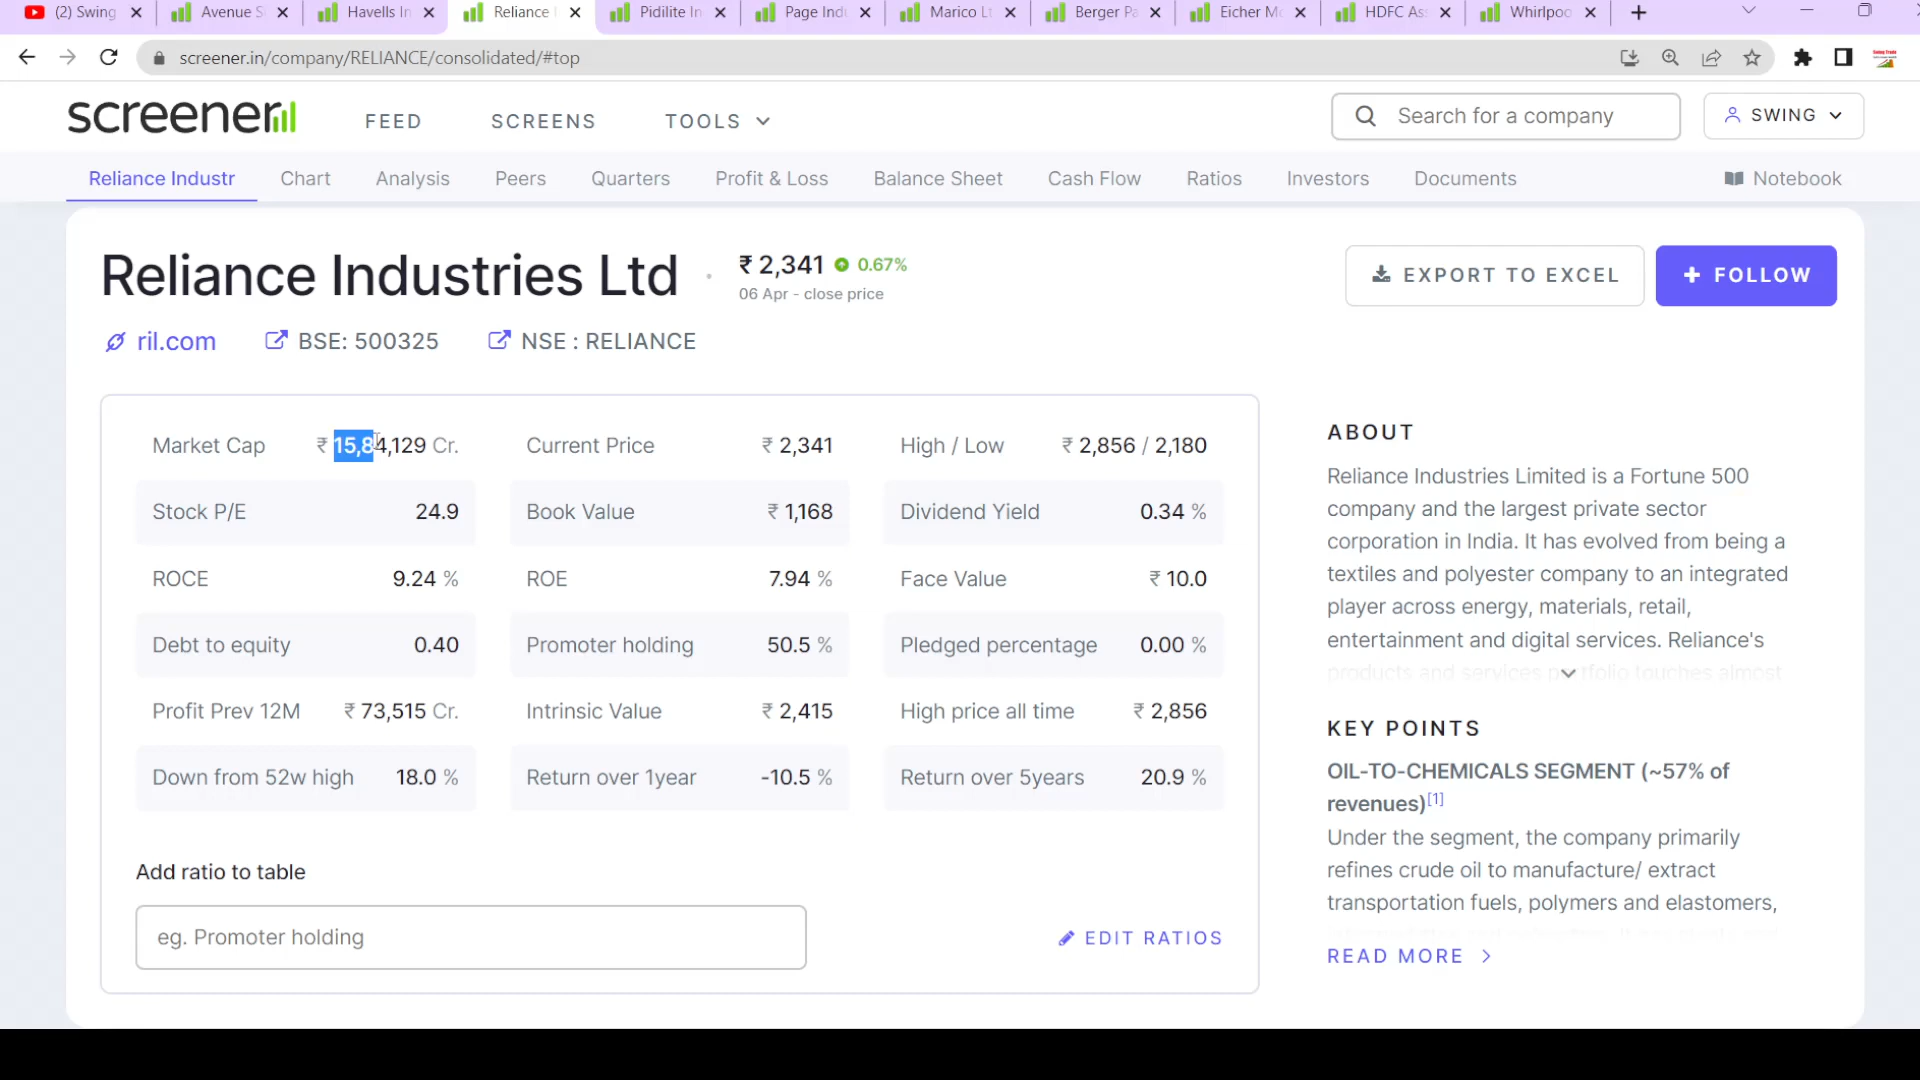 (2) Swing
Avenue S
Havells In
Reliance I
Pidilite In
Page Indu
Marico Lt
Berger Pa
Eicher Mo
HDFC Ass
Whirlpoo
screener.in/company/RELIANCE/consolidated/#top
screener
FEED
SCREENS
TOOLS
Search for a company
SWING
Reliance Industr
Chart
Analysis
Peers
Quarters
Profit & Loss
Balance Sheet
Cash Flow
Ratios
Investors
Documents
Notebook
Reliance Industries Ltd
₹ 2,341 0.67%
06 Apr - close price
EXPORT TO EXCEL
+ FOLLOW
ril.com
BSE: 500325
NSE : RELIANCE
Market Cap ₹ 15,84,129 Cr.
Current Price ₹ 2,341
High / Low ₹ 2,856 / 2,180
Stock P/E 24.9
Book Value ₹ 1,168
Dividend Yield 0.34 %
ROCE 9.24 %
ROE 7.94 %
Face Value ₹ 10.0
Debt to equity 0.40
Promoter holding 50.5 %
Pledged percentage 0.00 %
Profit Prev 12M ₹ 73,515 Cr.
Intrinsic Value ₹ 2,415
High price all time ₹ 2,856
Down from 52w high 18.0 %
Return over 1year -10.5 %
Return over 5years 20.9 %
Add ratio to table
eg. Promoter holding
EDIT RATIOS
ABOUT
Reliance Industries Limited is a Fortune 500
company and the largest private sector
corporation in India. It has evolved from being a
textiles and polyester company to an integrated
player across energy, materials, retail,
entertainment and digital services. Reliance's
products and services portfolio touches almost
KEY POINTS
OIL-TO-CHEMICALS SEGMENT (~57% of
revenues)[1]
Under the segment, the company primarily
refines crude oil to manufacture/ extract
transportation fuels, polymers and elastomers,
READ MORE